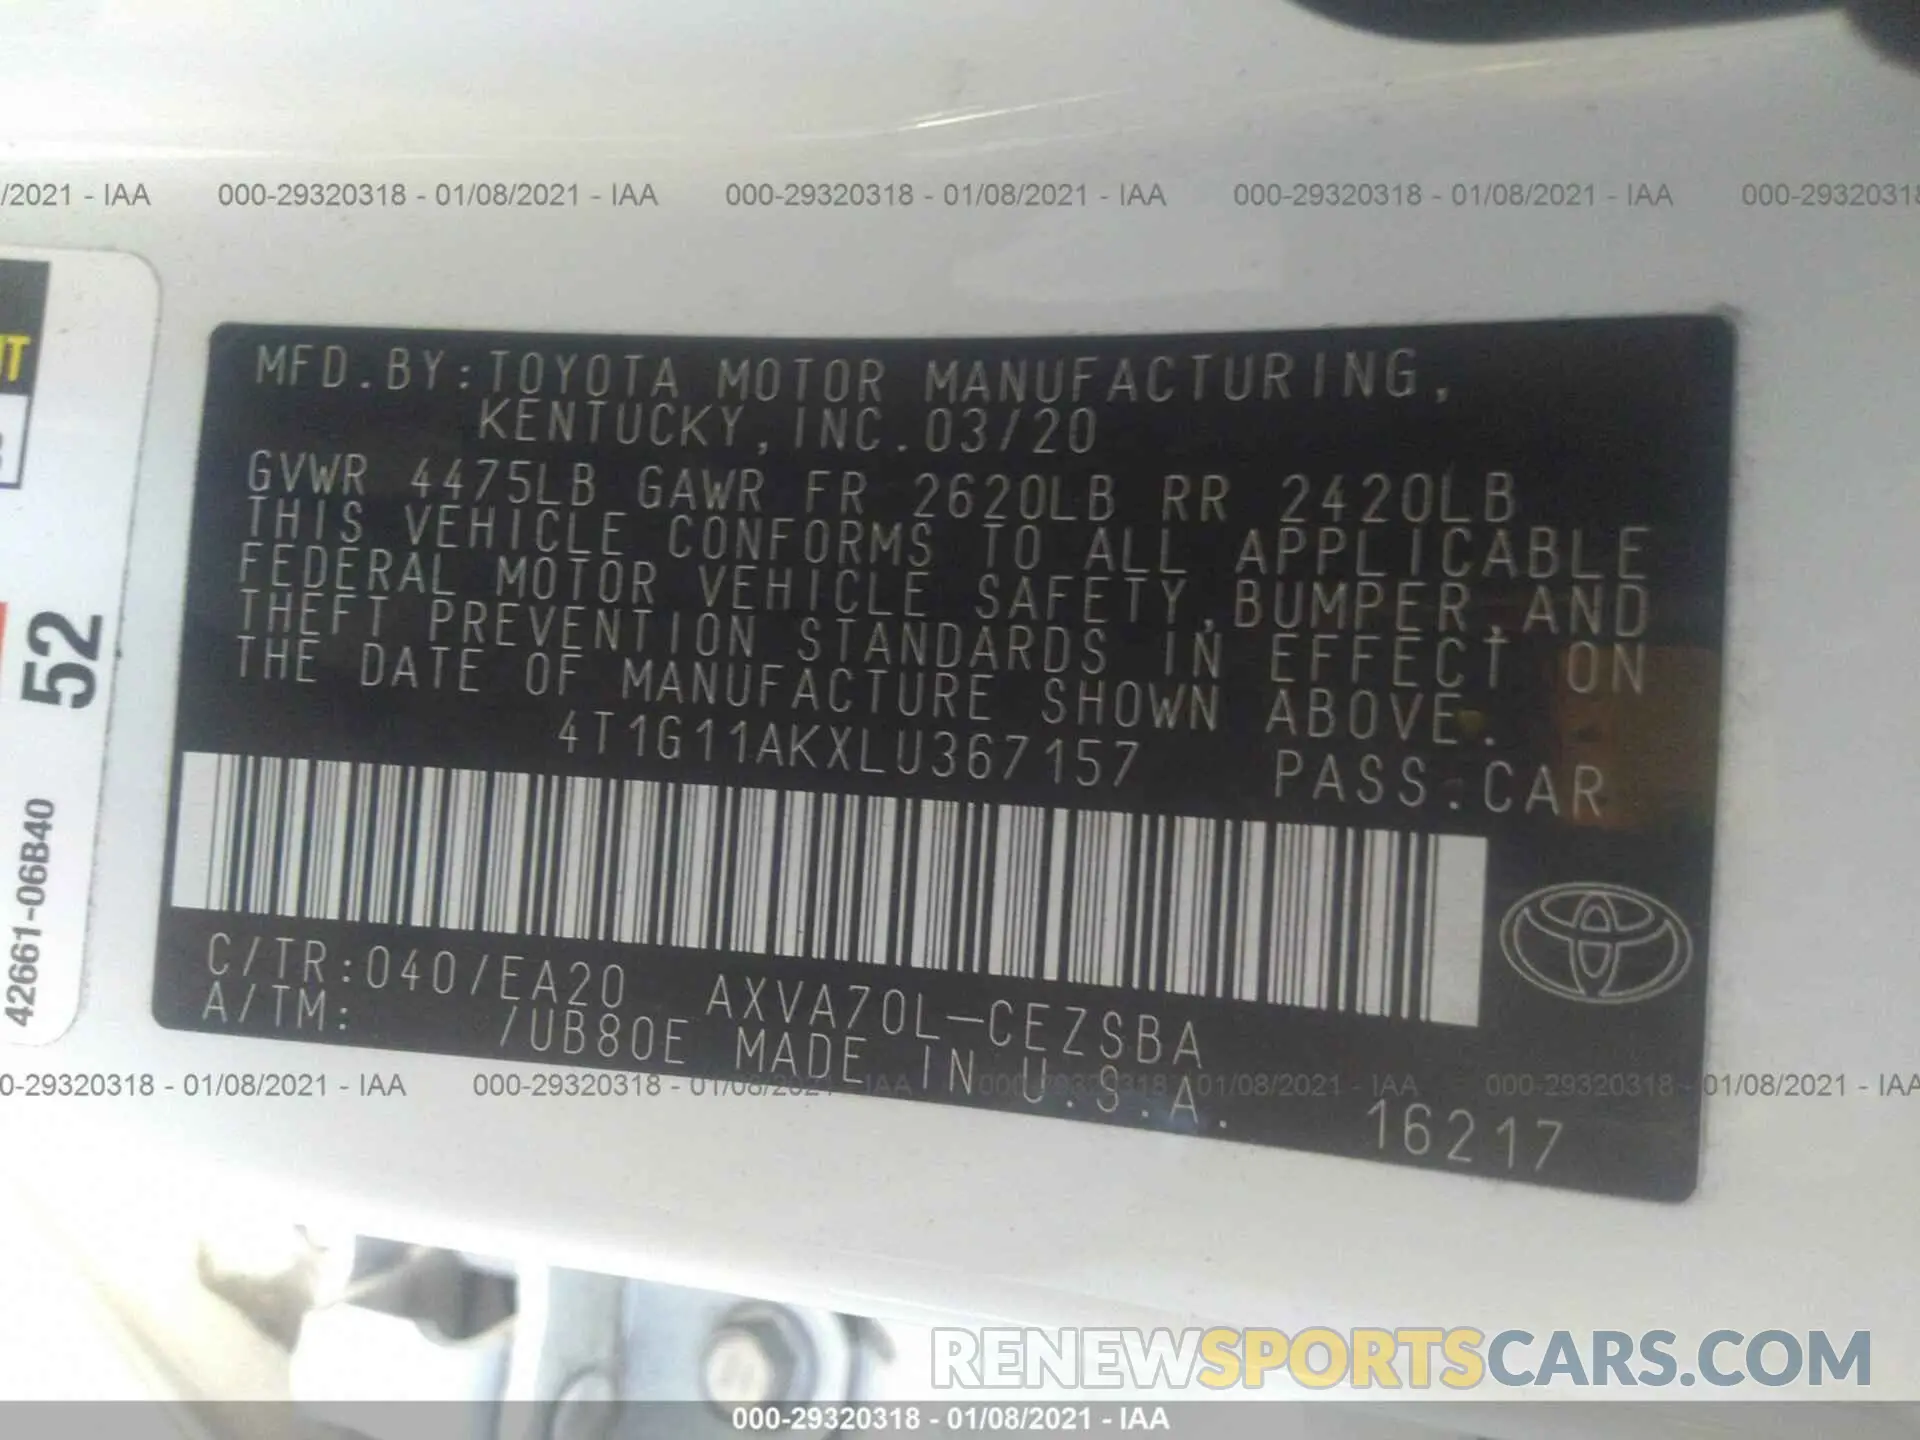 /2021 - IAA 000-29320318 - 01/08/2021 - IAA 000-29320318 - 01/08/2021 - IAA 000-29320318 - 01/08/2021 - IAA 000-29320318
MFD.BY:TOYOTA MOTOR MANUFACTURING,
KENTUCKY,INC.03/20
GVWR 4475LB GAWR FR 2620LB RR 2420LB
THIS VEHICLE CONFORMS TO ALL APPLICABLE
FEDERAL MOTOR VEHICLE SAFETY,BUMPER,AND
THEFT PREVENTION STANDARDS IN EFFECT ON
THE DATE OF MANUFACTURE SHOWN ABOVE.
4T1G11AKXLU367157 PASS.CAR
C/TR:040/EA20 AXVA70L-CEZSBA
A/TM: /UB80E MADE IN U.S.A.
16217
52
42661-06B40
0-29320318 - 01/08/2021 - IAA 000-29320318 - 01/08/2021 - IAA 000-29320318 - 01/08/2021 - IAA 000-29320318 - 01/08/2021 - IAA
RENEWSPORTSCARS.COM
000-29320318 - 01/08/2021 - IAA